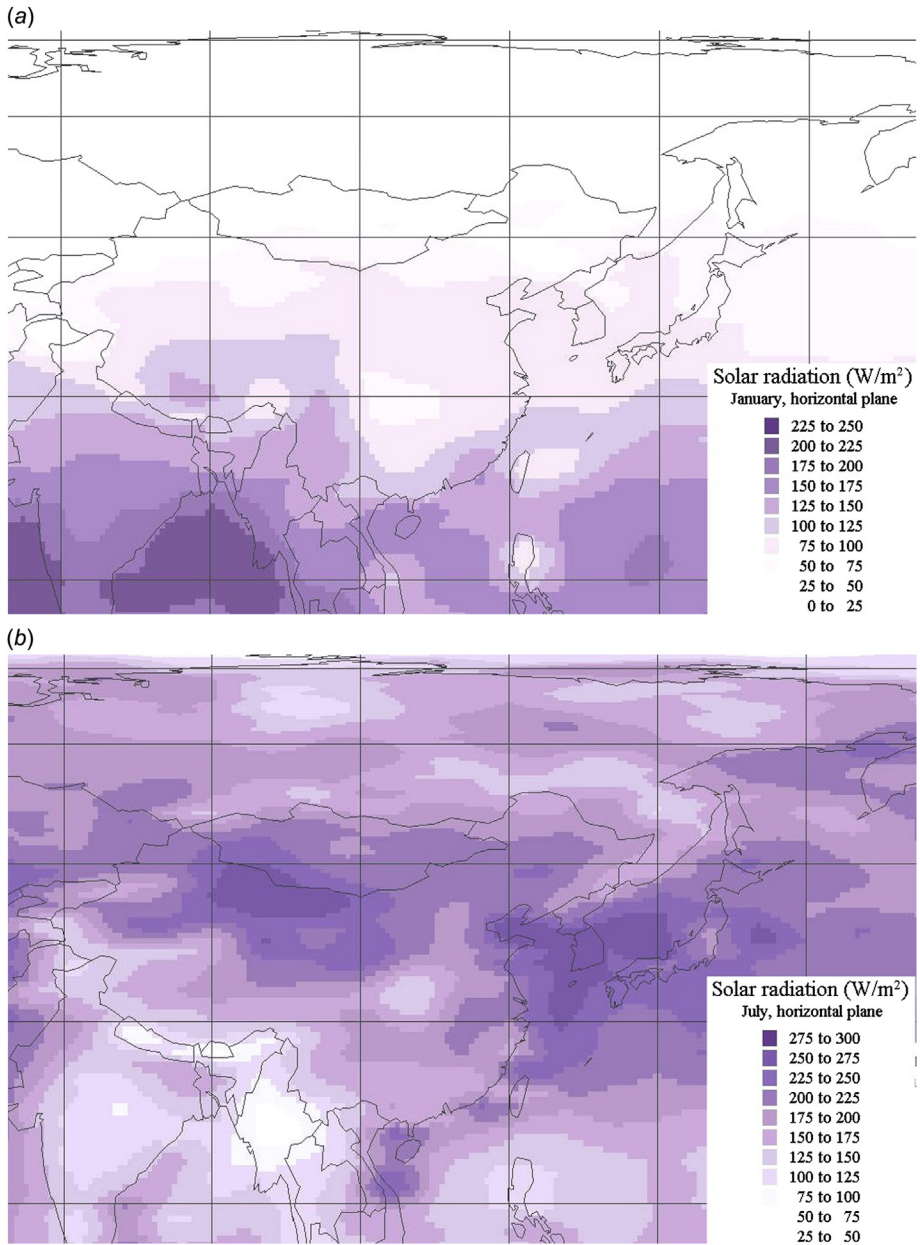 (a)
Solar radiation (W/m²)
January, horizontal plane
225 to 250
200 to 225
175 to 200
150 to 175
125 to 150
100 to 125
75 to 100
50 to 75
25 to 50
0 to 25
(b)
Solar radiation (W/m²)
July, horizontal plane
275 to 300
250 to 275
225 to 250
200 to 225
175 to 200
150 to 175
125 to 150
100 to 125
75 to 100
50 to 75
25 to 50